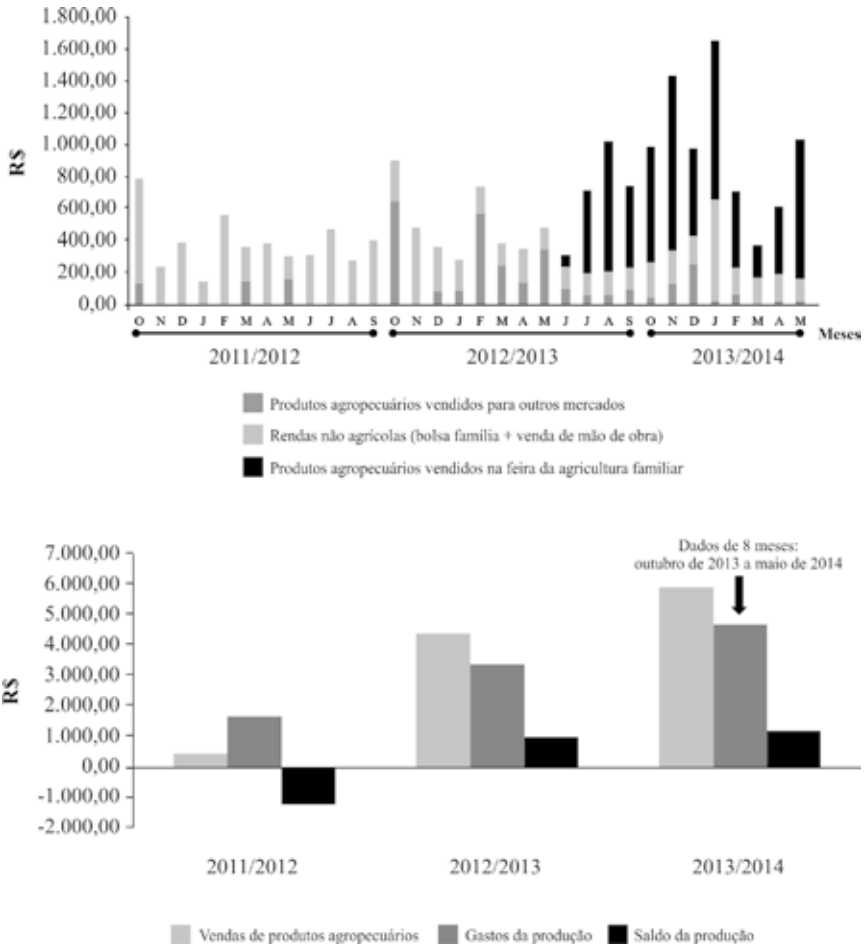 1.800,00
1.600,00
1.400,00
1.200,00
1.000,00
800,00
600,00
400,00
200,00
0,00
R$
O N D J F M A M J J A S O N D J F M A M J J A S O N D J F M A M
Meses
2011/2012 2012/2013 2013/2014
Produtos agropecuários vendidos para outros mercados
Rendas não agrícolas (bolsa família + venda de mão de obra)
Produtos agropecuários vendidos na feira da agricultura familiar
7.000,00
6.000,00
5.000,00
4.000,00
3.000,00
2.000,00
1.000,00
0,00
-1.000,00
-2.000,00
R$
Dados de 8 meses:
outubro de 2013 a maio de 2014
2011/2012 2012/2013 2013/2014
Vendas de produtos agropecuários Gastos da produção Saldo da produção